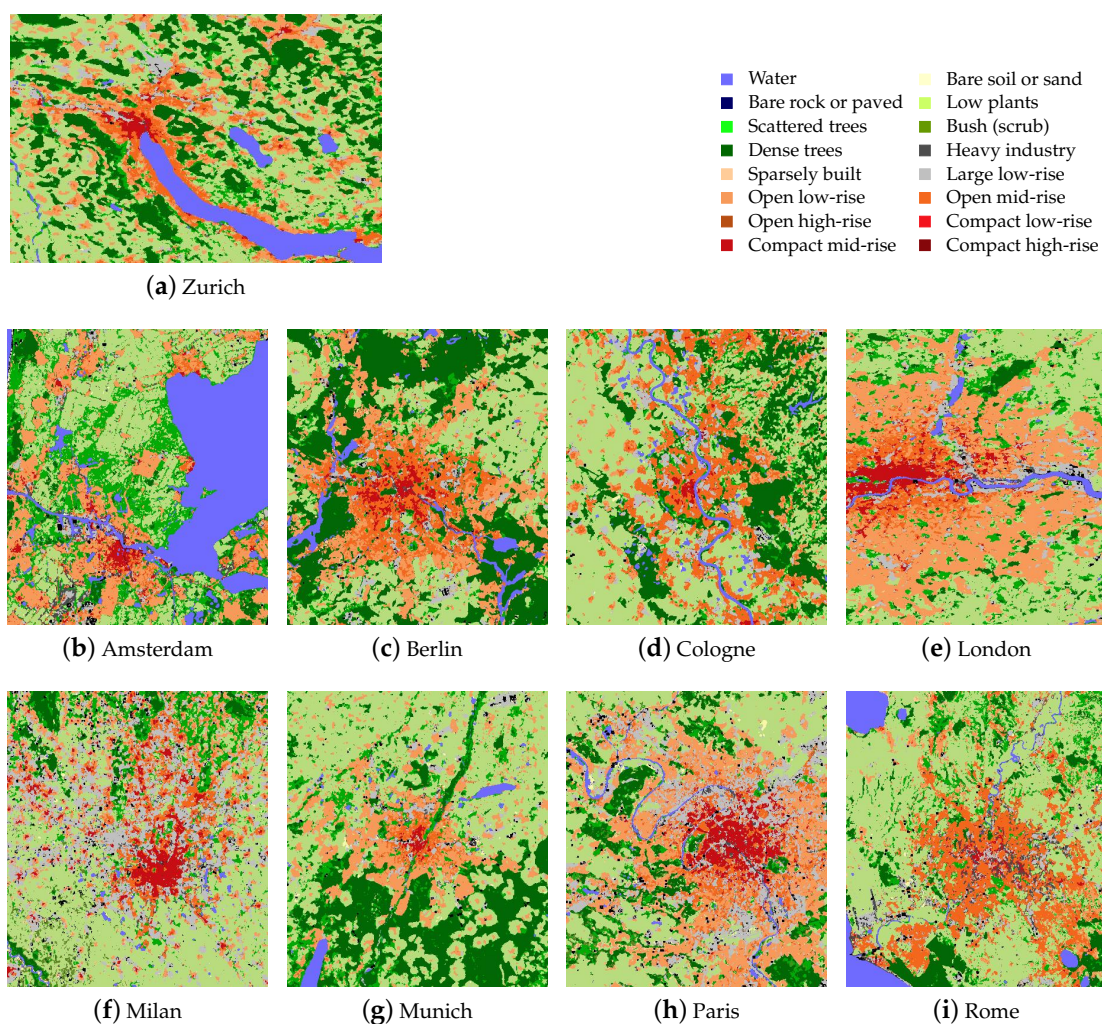 Water
Bare rock or paved
Scattered trees
Dense trees
Sparsely built
Open low-rise
Open high-rise
Compact mid-rise
Bare soil or sand
Low plants
Bush (scrub)
Heavy industry
Large low-rise
Open mid-rise
Compact low-rise
Compact high-rise
(a) Zurich
(b) Amsterdam
(c) Berlin
(d) Cologne
(e) London
(f) Milan
(g) Munich
(h) Paris
(i) Rome